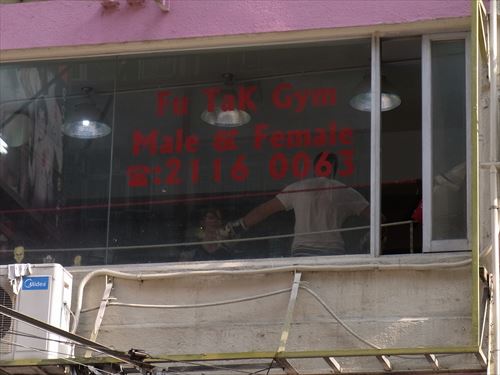 Fu TaK Gym
Male & Female
☎:2116 0063
Midea